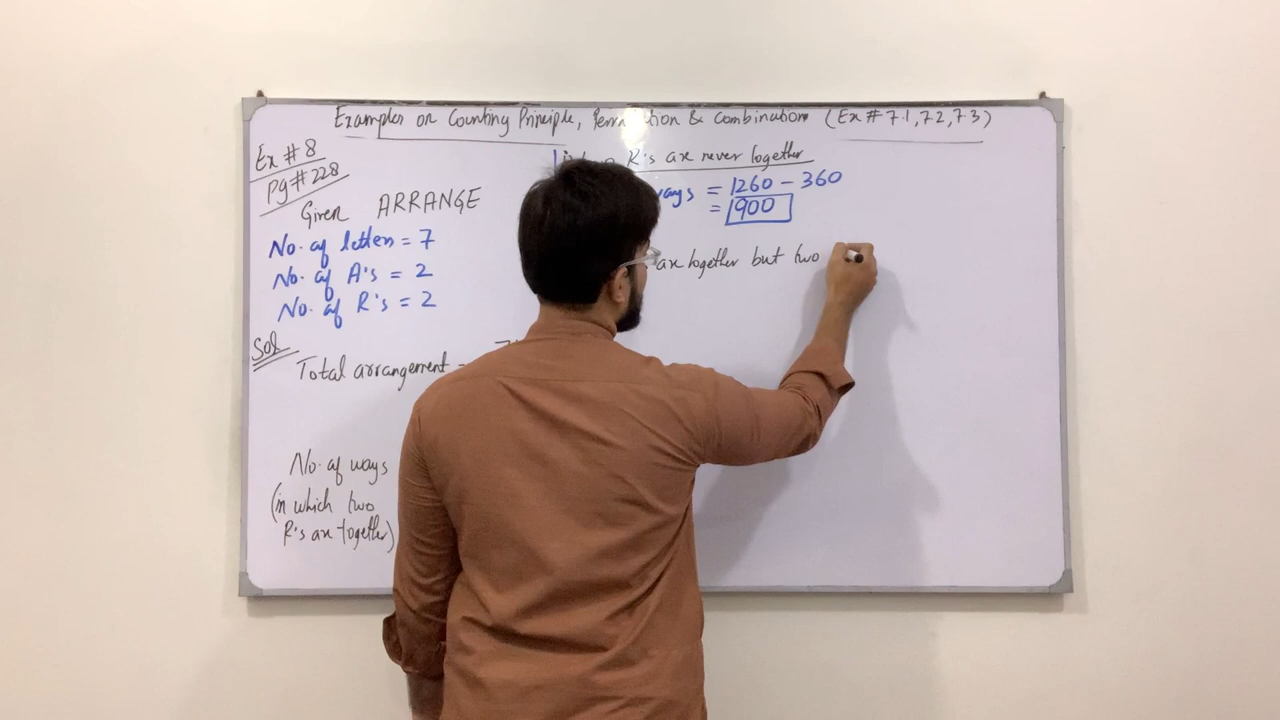 Examples on Counting Principle, & Combination (Ex # 7.1, 7.2, 7.3)
Ex # 8
Pg # 228
Given ARRANGE
No. of letters = 7
No. of A's = 2
No. of R's = 2
Sol
Total arrangement =
No. of ways
(in which two
R's are together)
R's are never together
ways = 1260 - 360
= 900
are together but two